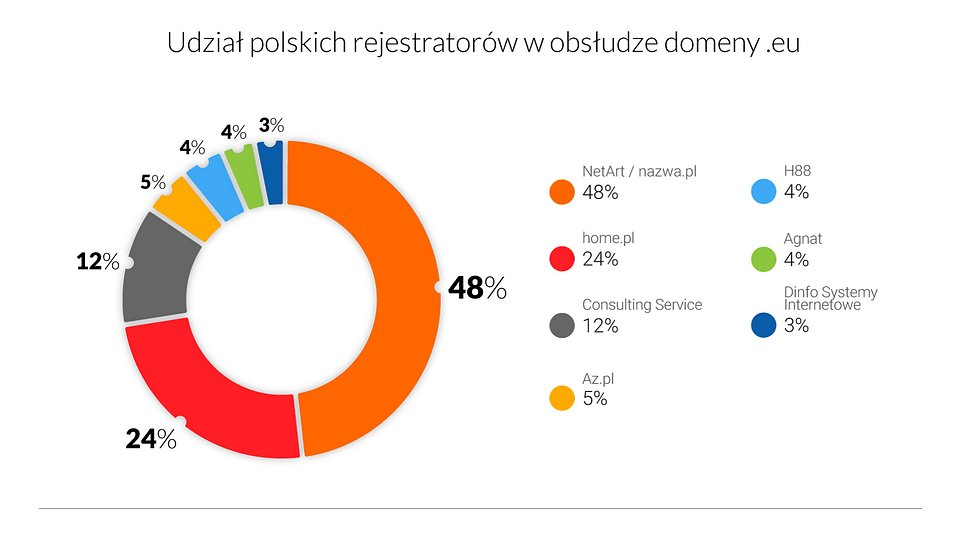 Udział polskich rejestratorów w obsłudze domeny .eu
3%
4%
4%
5%
12%
48%
24%
NetArt / nazwa.pl
48%
home.pl
24%
Consulting Service
12%
Az.pl
5%
H88
4%
Agnat
4%
Dinfo Systemy
Internetowe
3%